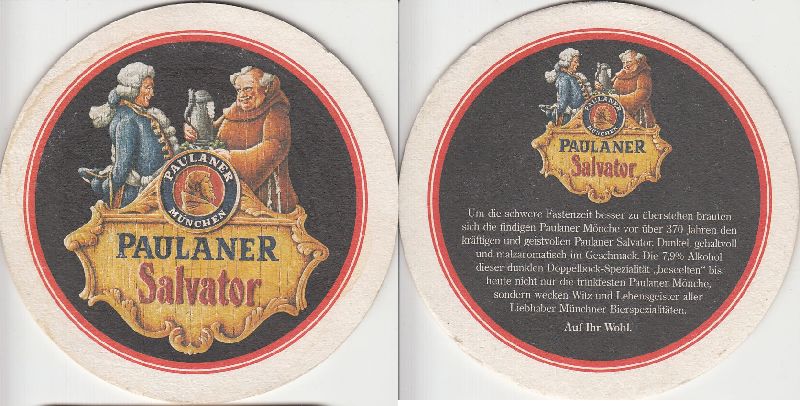 PAULANER
MÜNCHEN
PAULANER
Salvator
PAULANER
MÜNCHEN
PAULANER
Salvator
Um die schwere Fastenzeit besser zu überstehen brauten
sich die findigen Paulaner Mönche vor über 370 Jahren den
kräftigen und geistvollen Paulaner Salvator. Dunkel, gehaltvoll
und malzaromatisch im Geschmack. Die 7,9% Alkohol
dieser dunklen Doppelbock-Spezialität „beseelten“ bis
heute nicht nur die trinkfesten Paulaner Mönche,
sondern wecken Witz und Lebensgeister aller
Liebhaber Münchner Bierspezialitäten.
Auf Ihr Wohl.